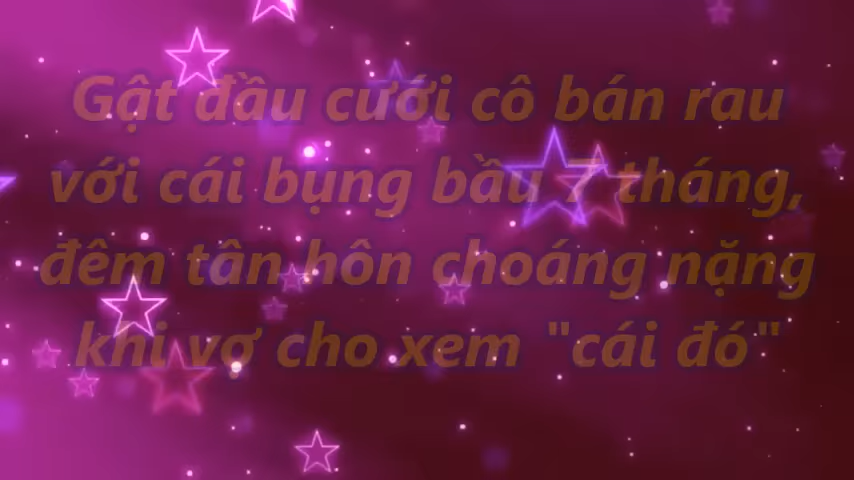 Gật đầu cưới cô bán rau
với cái bụng bầu 7 tháng,
đêm tân hôn choáng nặng
khi vợ cho xem "cái đó"